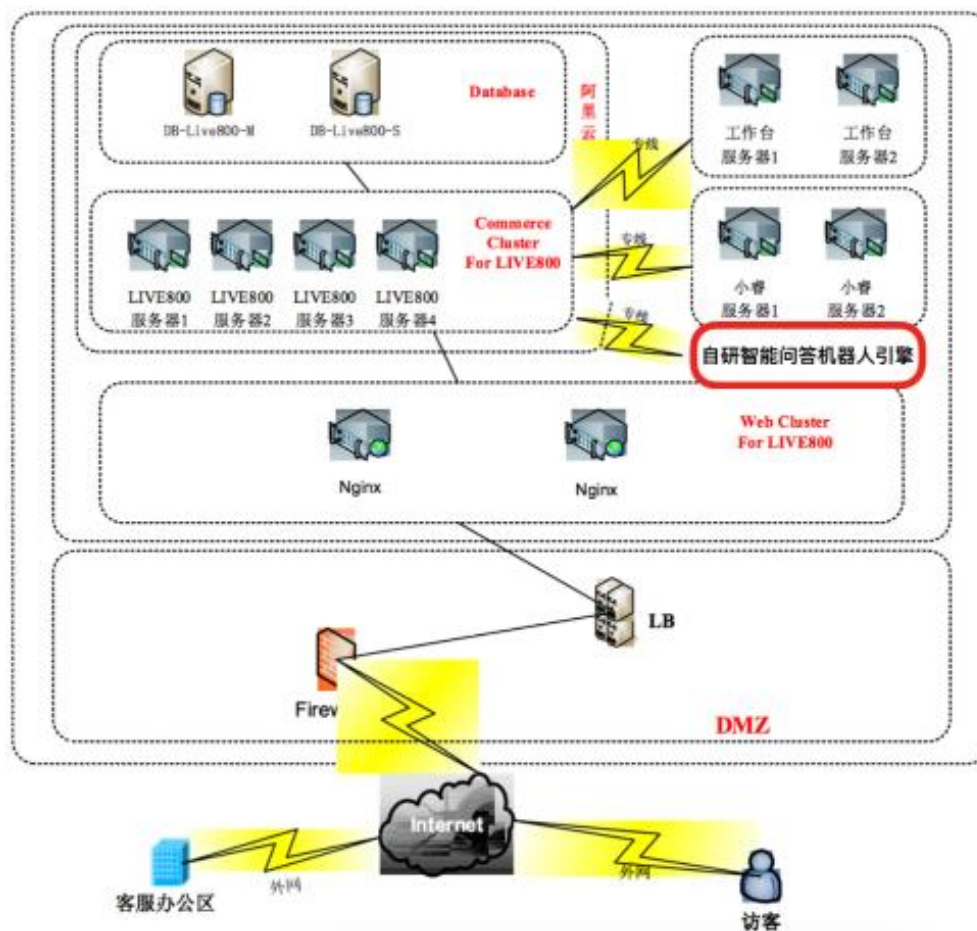 DB-Live800-M
DB-Live800-S
Database
阿里云
专线
工作台
服务器1
工作台
服务器2
Commerce
Cluster
For LIVE800
LIVE800
服务器1
LIVE800
服务器2
LIVE800
服务器3
LIVE800
服务器4
专线
小睿
服务器1
小睿
服务器2
专线
自研智能问答机器人引擎
Web Cluster
For LIVE800
Nginx
Nginx
LB
Firew
DMZ
Internet
外网
外网
客服办公区
访客